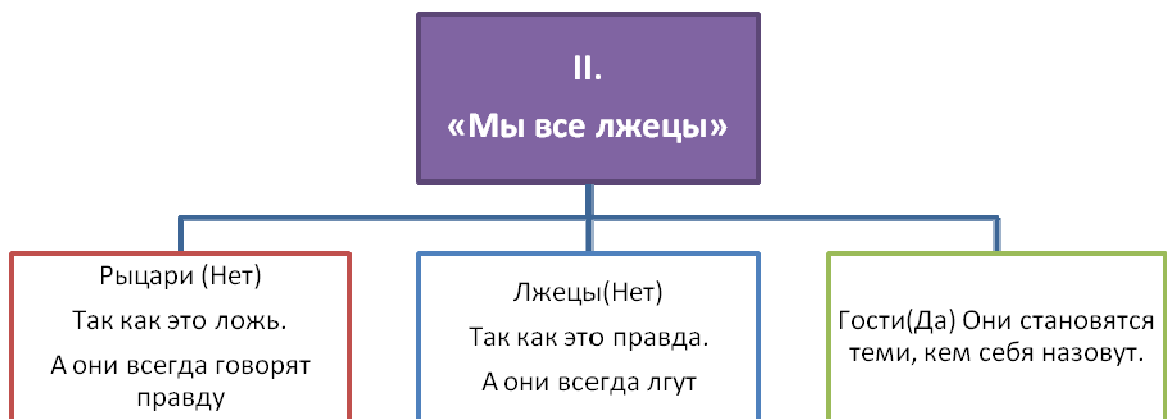 II.
«Мы все лжецы»
Рыцари (Нет)
Так как это ложь.
А они всегда говорят
правду
Лжецы(Нет)
Так как это правда.
А они всегда лгут
Гости(Да) Они становятся
теми, кем себя назовут.